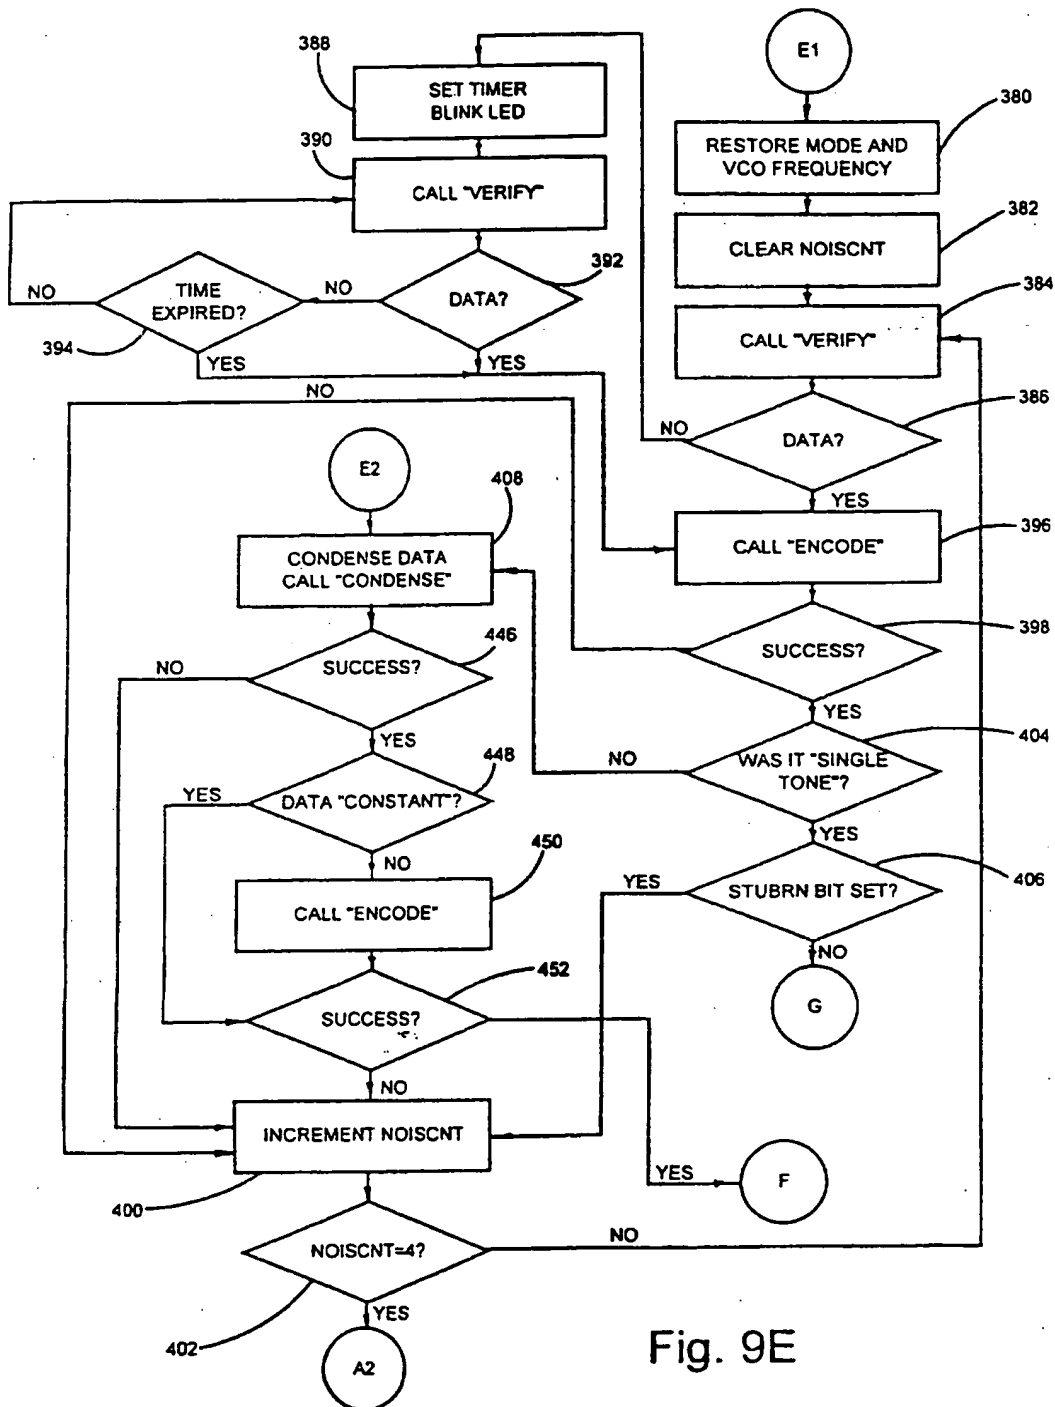 388
SET TIMER
BLINK LED
390
CALL "VERIFY"
392
DATA?
NO
TIME
EXPIRED?
NO
394
YES
YES
E1
380
RESTORE MODE AND
VCO FREQUENCY
382
CLEAR NOISCNT
384
CALL "VERIFY"
386
DATA?
NO
YES
396
CALL "ENCODE"
398
SUCCESS?
NO
YES
404
WAS IT "SINGLE
TONE"?
NO
YES
406
STUBRN BIT SET?
YES
NO
G
E2
408
CONDENSE DATA
CALL "CONDENSE"
446
SUCCESS?
NO
YES
448
DATA "CONSTANT"?
YES
NO
450
CALL "ENCODE"
452
SUCCESS?
NO
YES
F
INCREMENT NOISCNT
400
NOISCNT=4?
NO
402
YES
A2
Fig. 9E